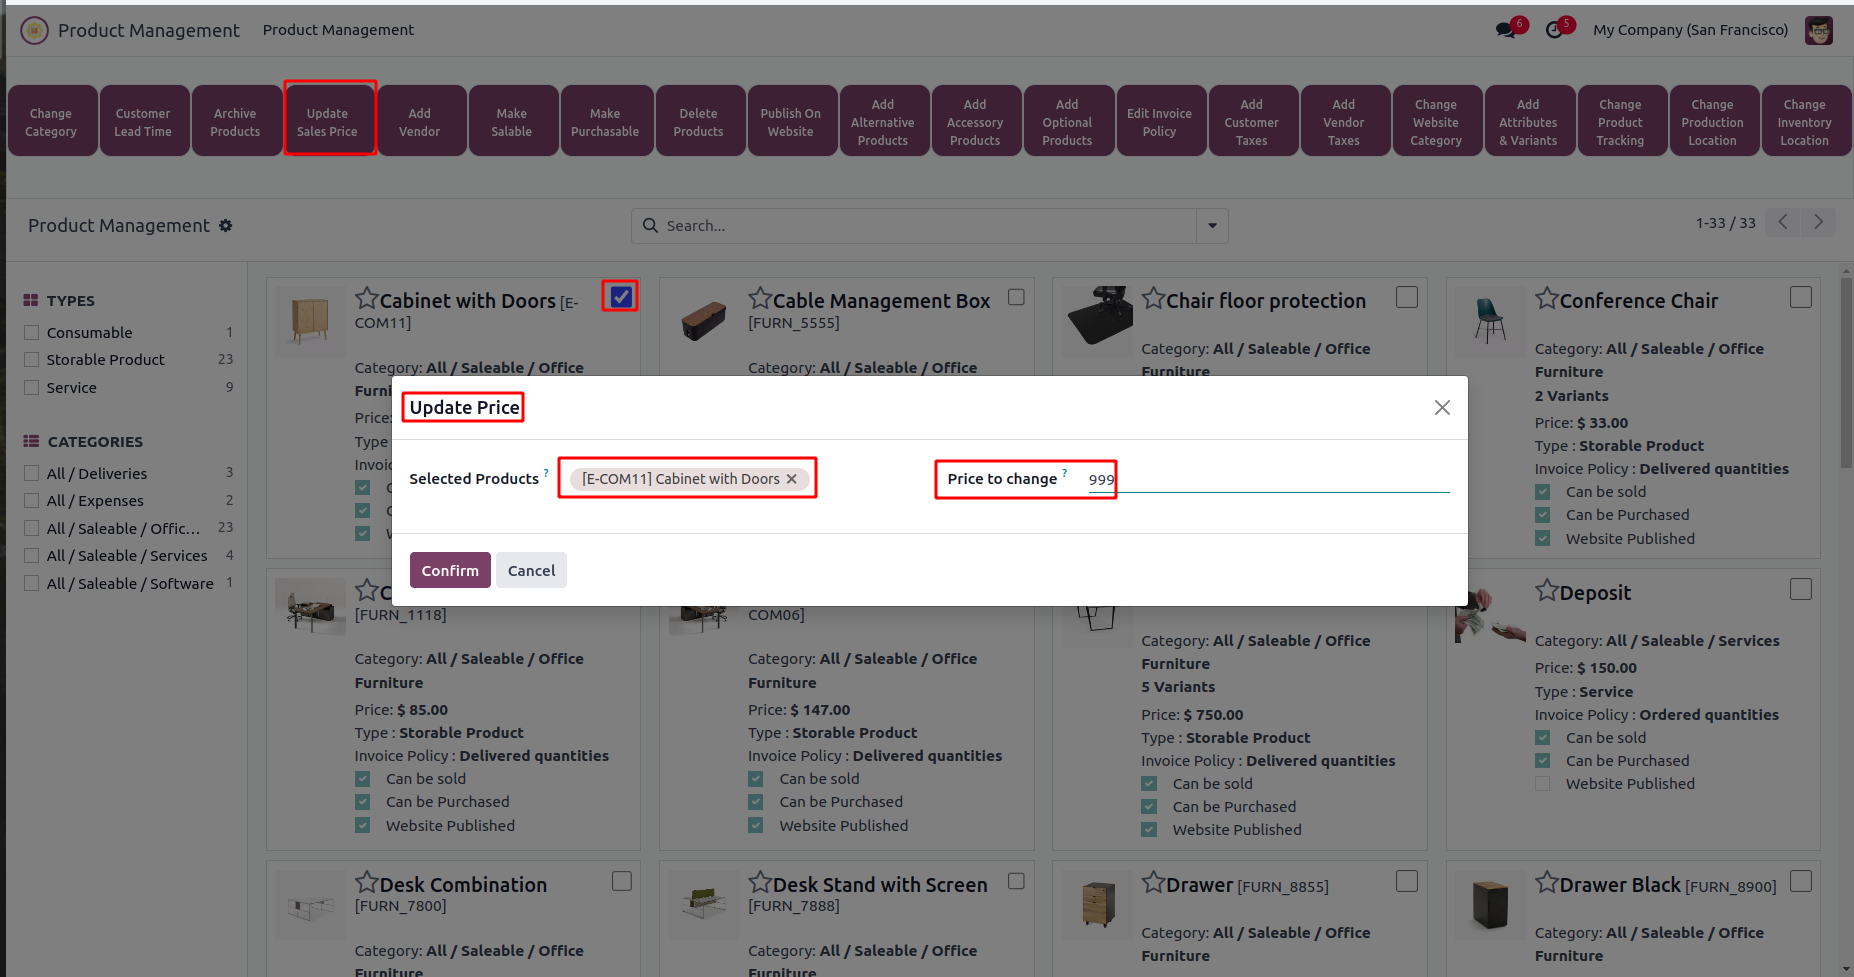 Product Management
Product Management
6
5
My Company (San Francisco)
Change Category
Customer Lead Time
Archive Products
Update Sales Price
Add Vendor
Make Salable
Make Purchasable
Delete Products
Publish On Website
Add Alternative Products
Add Accessory Products
Add Optional Products
Edit Invoice Policy
Add Customer Taxes
Add Vendor Taxes
Change Website Category
Add Attributes & Variants
Change Product Tracking
Change Production Location
Change Inventory Location
Product Management
Search...
1-33 / 33
TYPES
Consumable 1
Storable Product 23
Service 9
CATEGORIES
All / Deliveries 3
All / Expenses 2
All / Saleable / Offic... 23
All / Saleable / Services 4
All / Saleable / Software 1
Cabinet with Doors [E-
COM11]
Category: All / Saleable / Office
Furni
Price:
Type
Invoic
Cable Management Box
[FURN_5555]
Category: All / Saleable / Office
Chair floor protection
Category: All / Saleable / Office
Furniture
Conference Chair
Category: All / Saleable / Office
Furniture
2 Variants
Price: $ 33.00
Type : Storable Product
Invoice Policy : Delivered quantities
Can be sold
Can be Purchased
Website Published
Update Price
Selected Products ?
[E-COM11] Cabinet with Doors
Price to change ?
999
Confirm
Cancel
[FURN_1118]
Category: All / Saleable / Office
Furniture
Price: $ 85.00
Type : Storable Product
Invoice Policy : Delivered quantities
Can be sold
Can be Purchased
Website Published
COM06]
Category: All / Saleable / Office
Furniture
Price: $ 147.00
Type : Storable Product
Invoice Policy : Delivered quantities
Can be sold
Can be Purchased
Website Published
Category: All / Saleable / Office
Furniture
5 Variants
Price: $ 750.00
Type : Storable Product
Invoice Policy : Delivered quantities
Can be sold
Can be Purchased
Website Published
Deposit
Category: All / Saleable / Services
Price: $ 150.00
Type : Service
Invoice Policy : Ordered quantities
Can be sold
Can be Purchased
Website Published
Desk Combination
[FURN_7800]
Category: All / Saleable / Office
Furniture
Desk Stand with Screen
[FURN_7888]
Category: All / Saleable / Office
Furniture
Drawer [FURN_8855]
Category: All / Saleable / Office
Furniture
Drawer Black [FURN_8900]
Category: All / Saleable / Office
Furniture